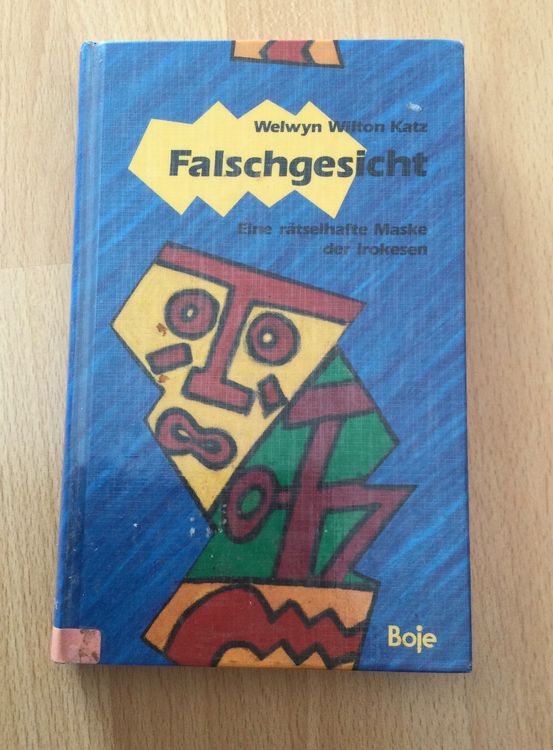 Welwyn Wilton Katz
Falschgesicht
Eine rätselhafte Maske
der Irokesen
Boje